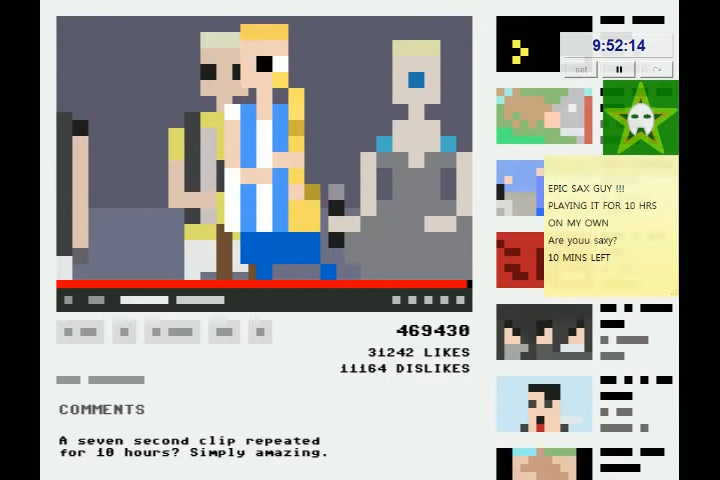 9:52:14
set
EPIC SAX GUY !!!
PLAYING IT FOR 10 HRS
ON MY OWN
Are youu saxy?
10 MINS LEFT
469430
31242 LIKES
11164 DISLIKES
COMMENTS
A seven second clip repeated
for 10 hours? Simply amazing.